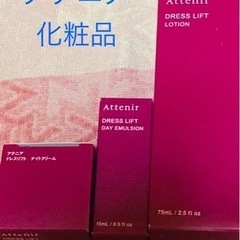 アテニア
化粧品
Attenir
DRESS LIFT
LOTION
75mL / 2.5 fl oz
Attenir
DRESS LIFT
DAY EMULSION
15mL / 0.5 fl oz
アテニア
ドレスリフト ナイトクリーム